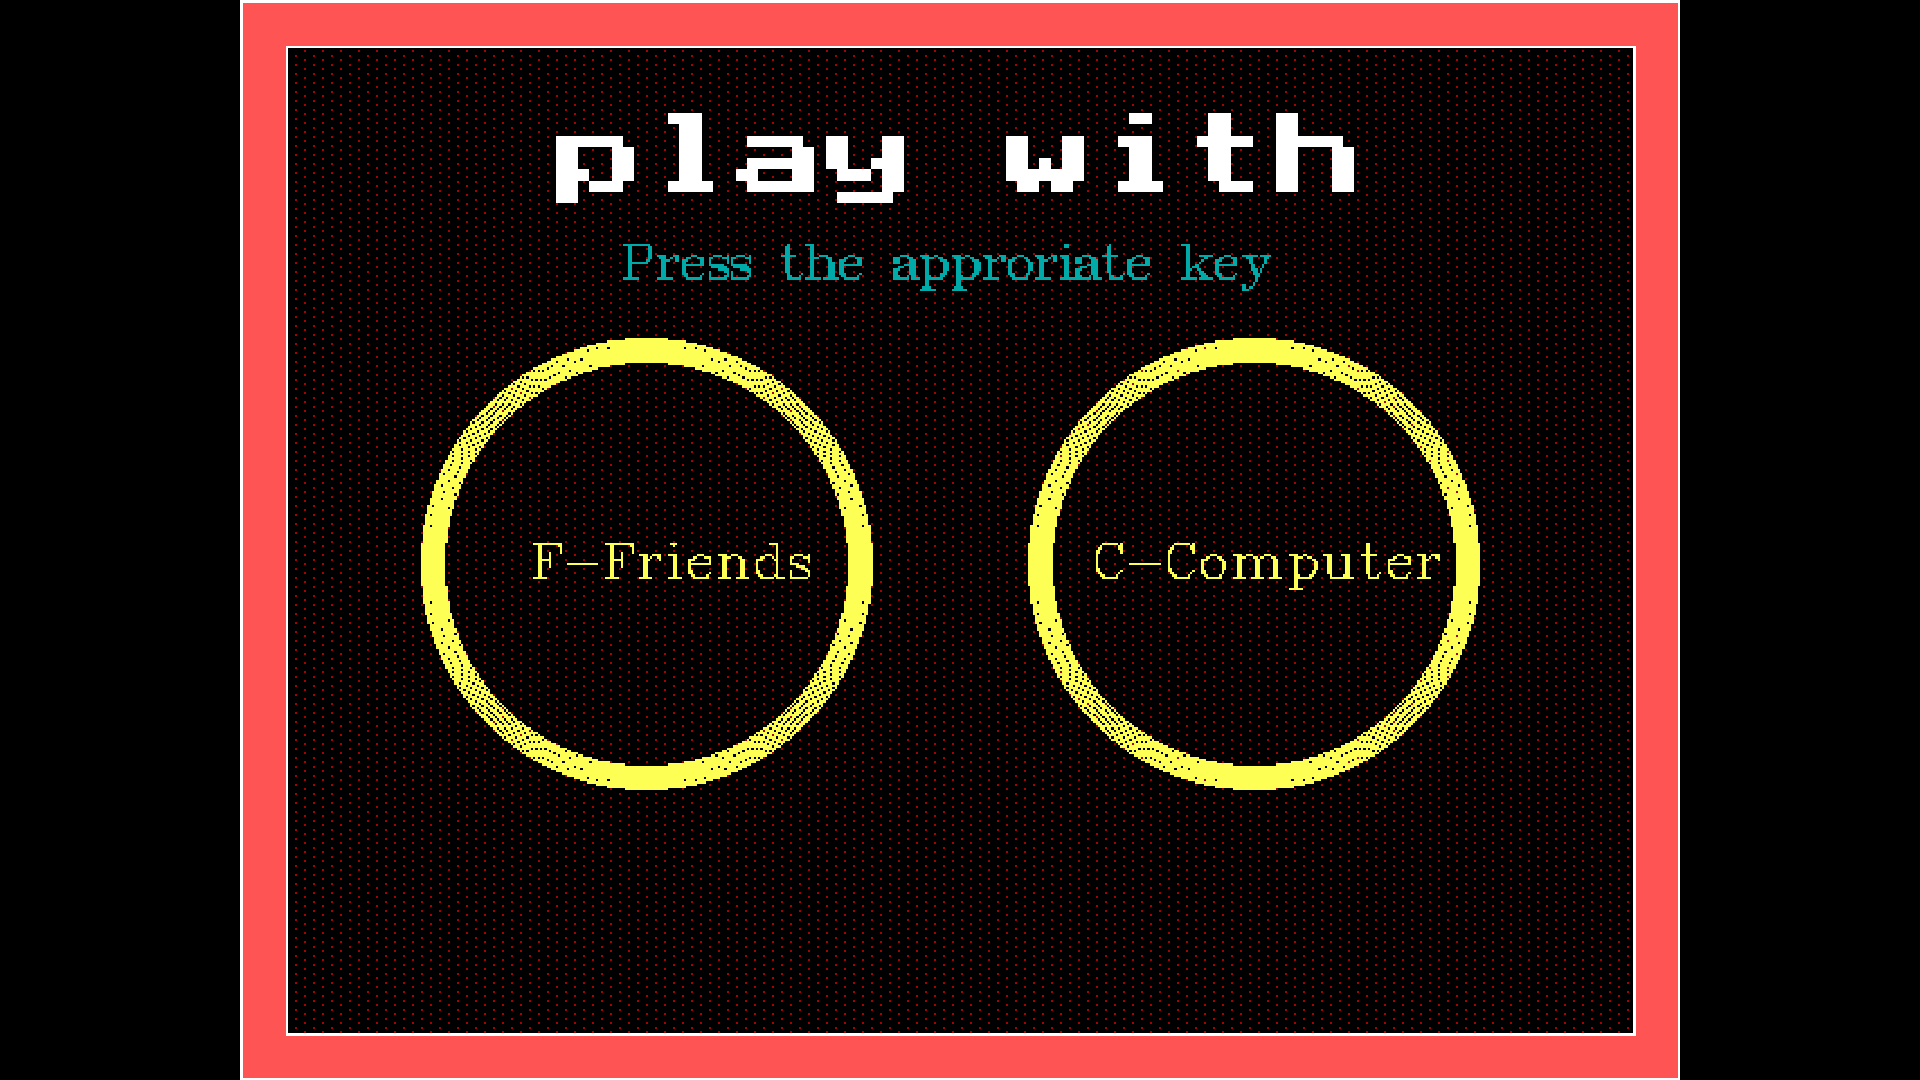 play with
Press the approriate key
F-Friends
C-Computer